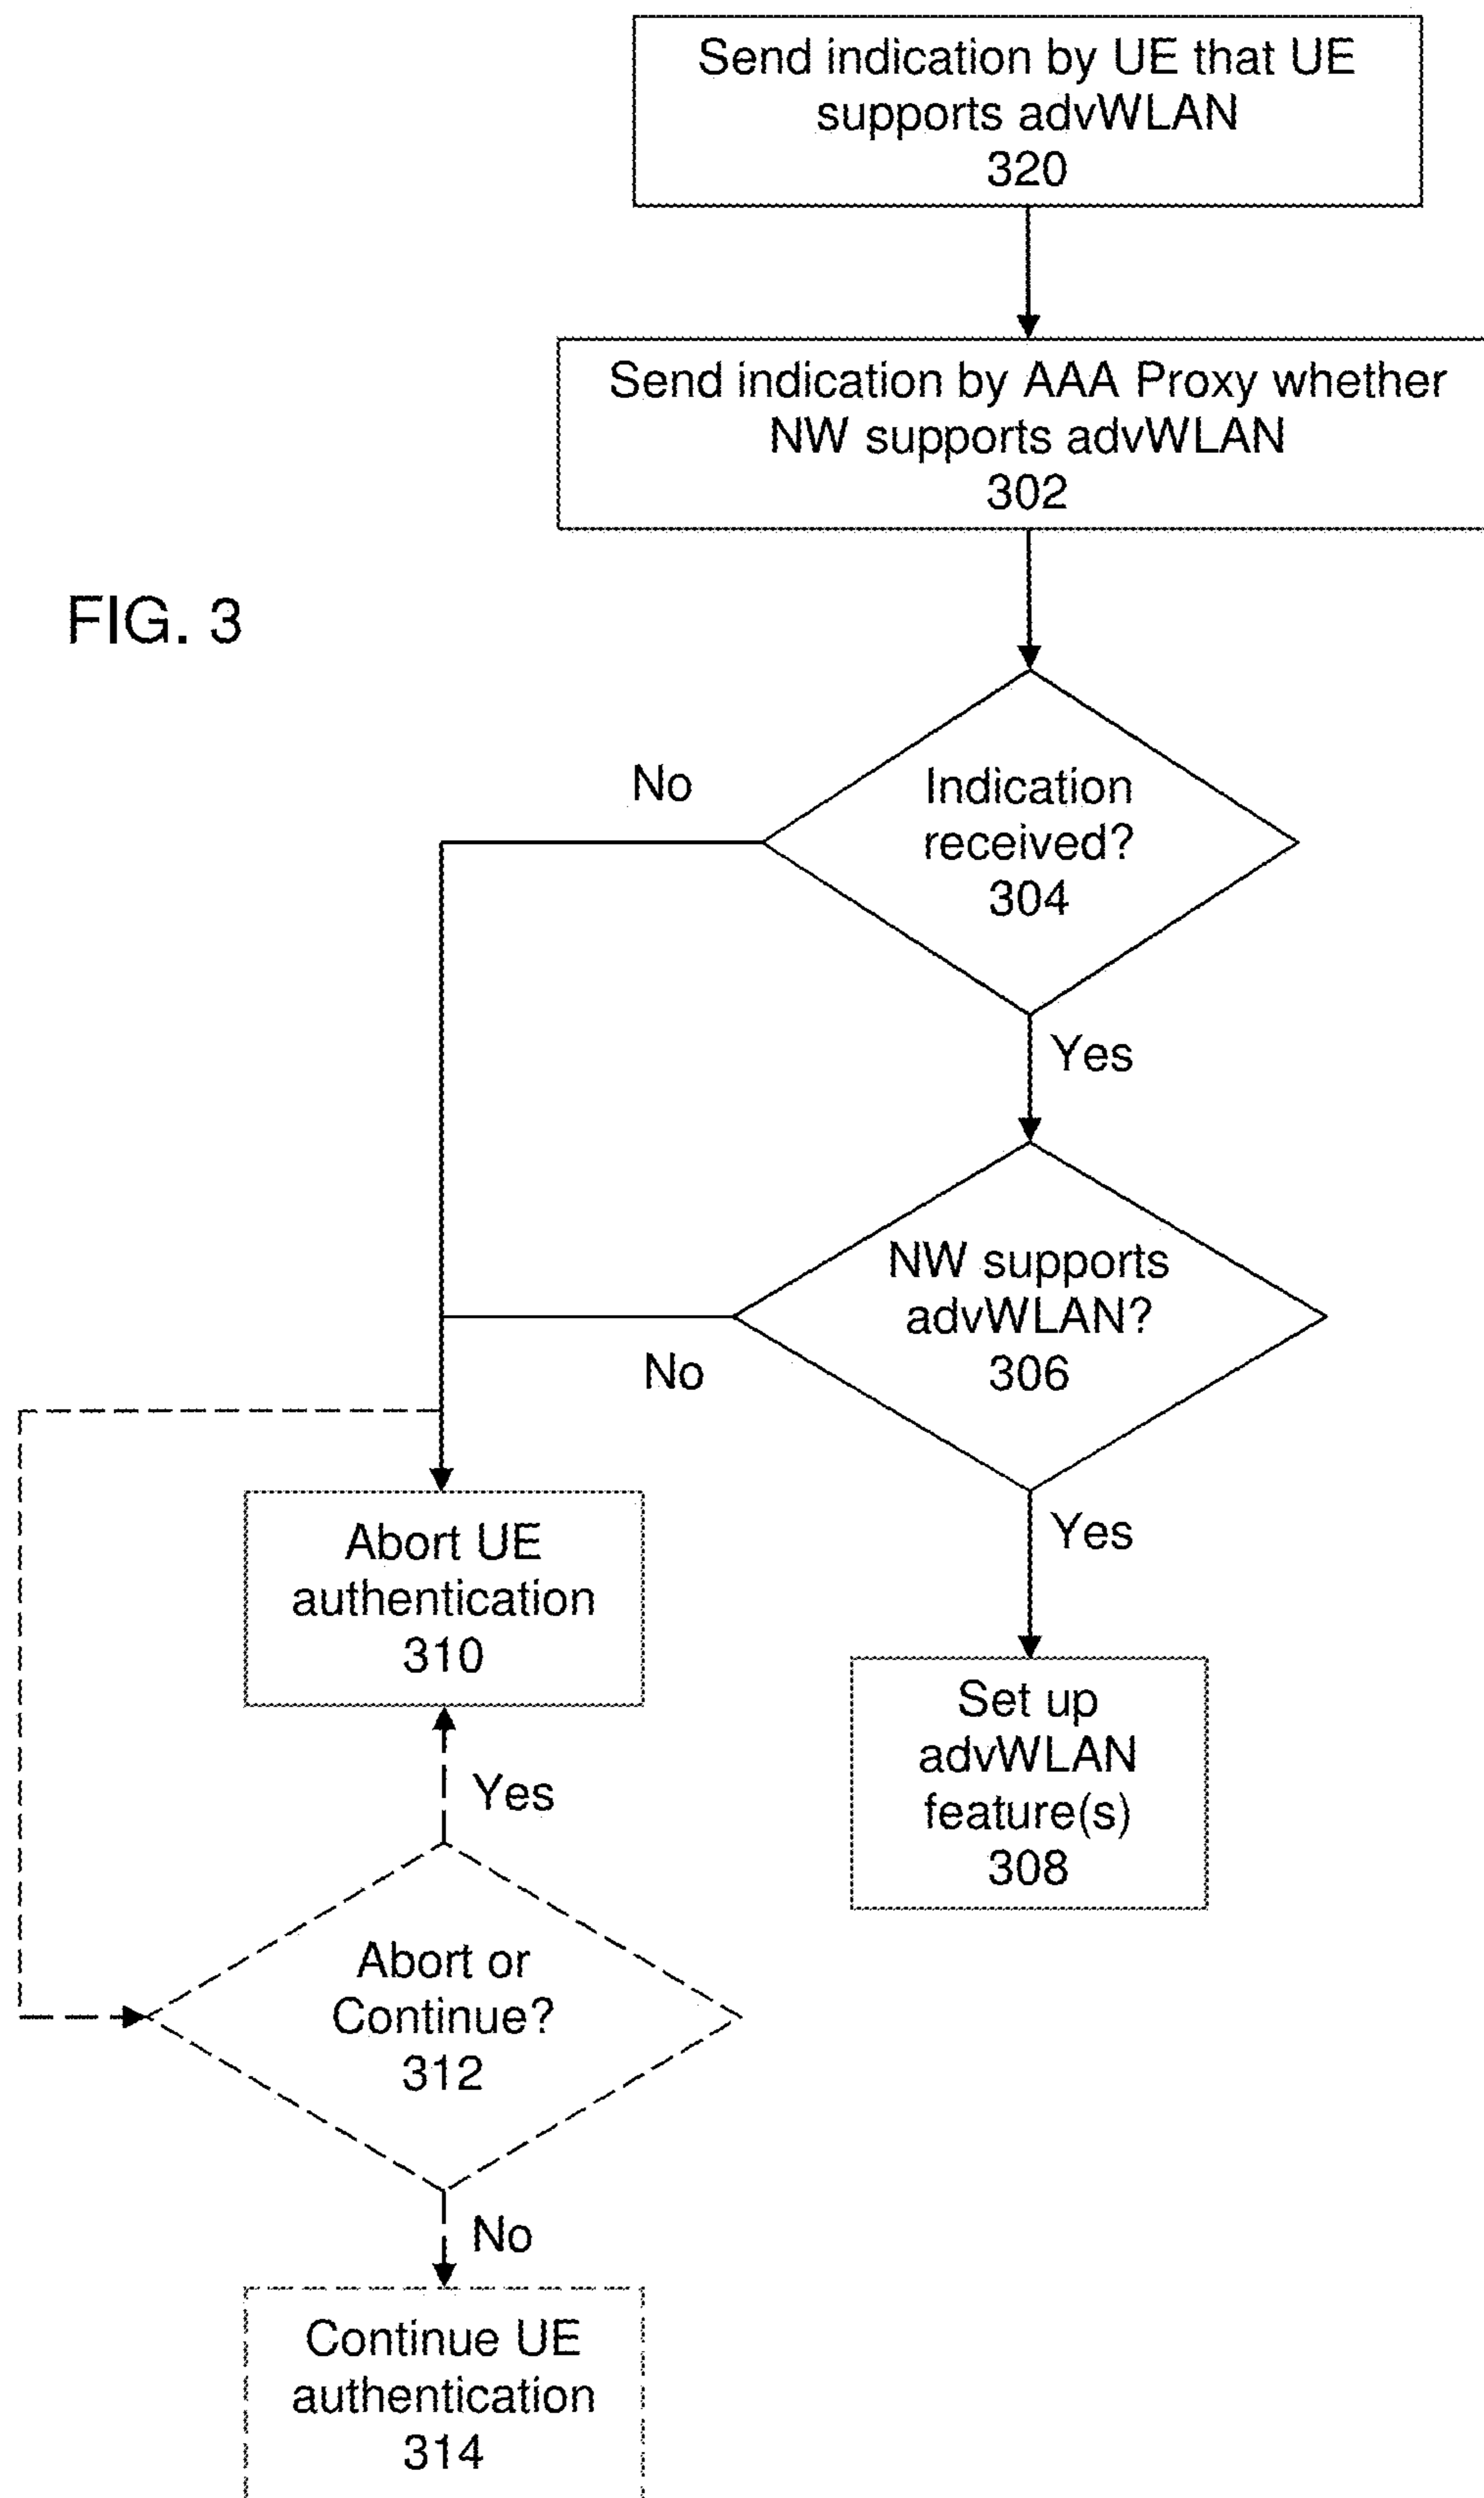 Send indication by UE that UE
supports advWLAN
320
Send indication by AAA Proxy whether
NW supports advWLAN
302
FIG. 3
No
Indication
received?
304
Yes
NW supports
advWLAN?
306
No
Yes
Abort UE
authentication
310
Set up
advWLAN
feature(s)
308
Yes
Abort or
Continue?
312
No
Continue UE
authentication
314